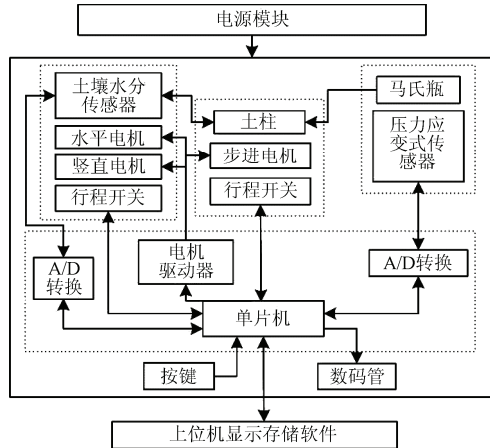 电源模块
土壤水分
传感器
水平电机
竖直电机
行程开关
土柱
步进电机
行程开关
马氏瓶
压力应
变式传
感器
A/D
转换
电机
驱动器
A/D转换
单片机
按键
数码管
上位机显示存储软件